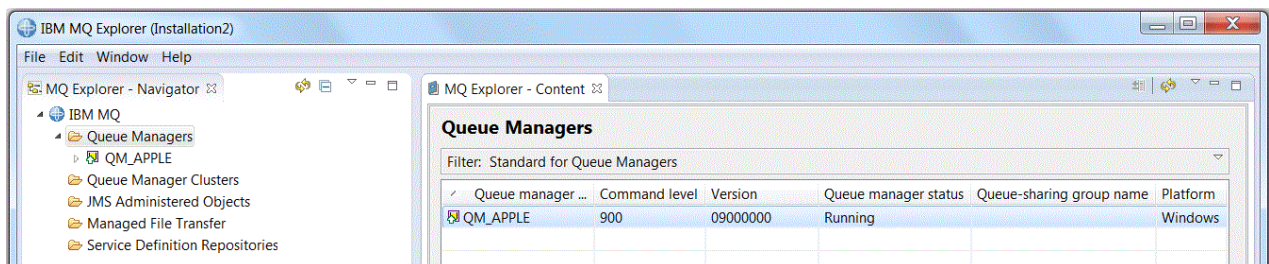 IBM MQ Explorer (Installation2)
File Edit Window Help
MQ Explorer - Navigator
IBM MQ
Queue Managers
QM_APPLE
Queue Manager Clusters
JMS Administered Objects
Managed File Transfer
Service Definition Repositories
MQ Explorer - Content
Queue Managers
Filter: Standard for Queue Managers
Queue manager ... Command level Version Queue manager status Queue-sharing group name Platform
QM_APPLE 900 09000000 Running Windows